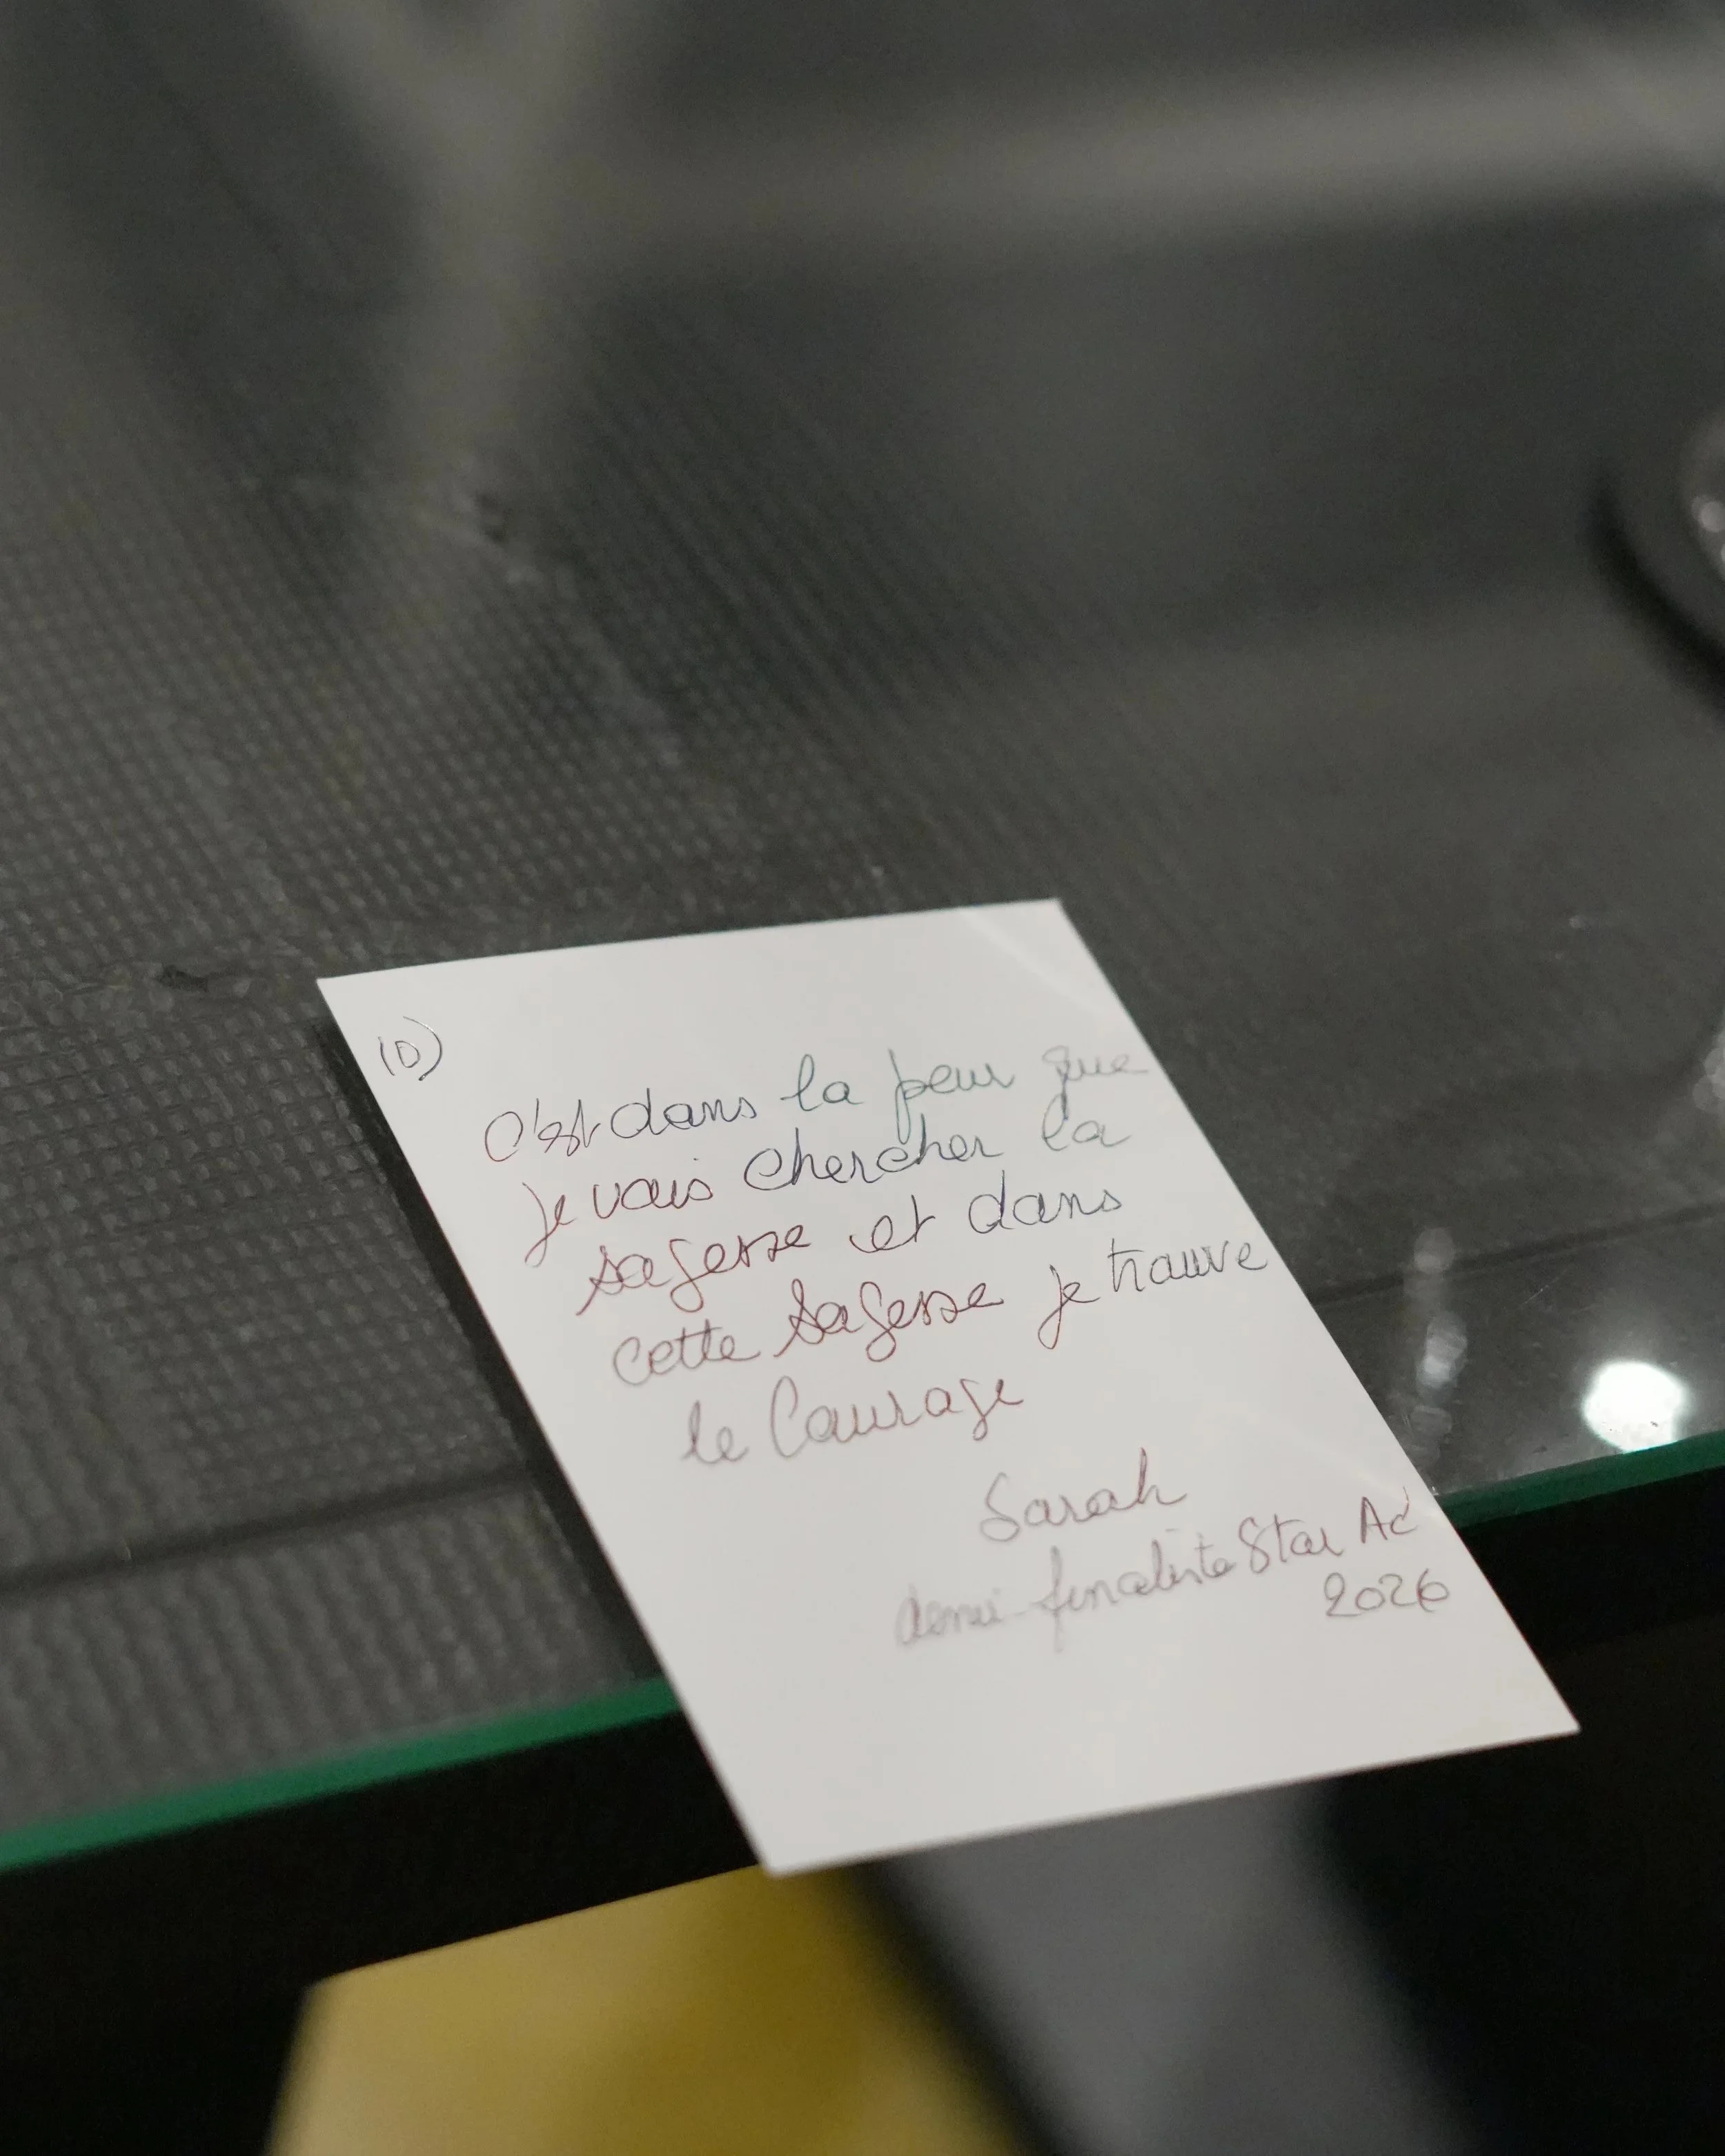 (D)
C'est dans la peur que
je vais chercher la
sagesse et dans
cette sagesse je trouve
le Courage
Sarah
demi-finaliste Star Ac
2026